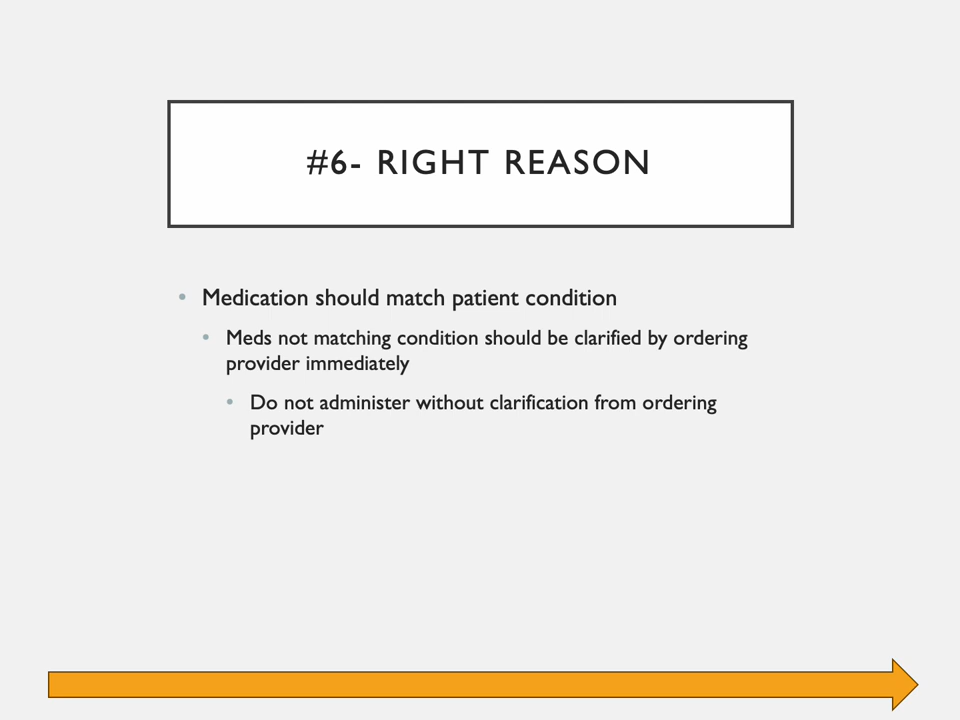 #6- RIGHT REASON
• Medication should match patient condition
• Meds not matching condition should be clarified by ordering
provider immediately
• Do not administer without clarification from ordering
provider